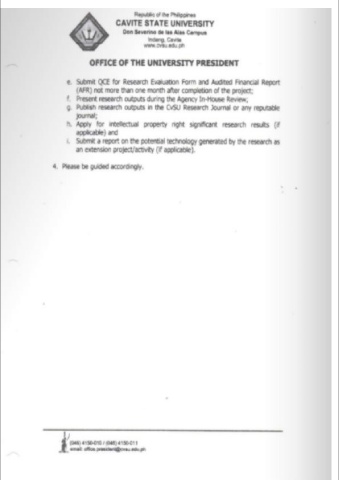 Republic of the Philippines
CAVITE STATE UNIVERSITY
Don Severino de las Alas Campus
Indang, Cavite
www.cvsu.edu.ph
OFFICE OF THE UNIVERSITY PRESIDENT
e. Submit QCE for Research Evaluation Form and Audited Financial Report
(AFR) not more than one month after completion of the project;
f. Present research outputs during the Agency In-House Review;
g. Publish research outputs in the CvSU Research Journal or any reputable
journal;
h. Apply for intellectual property right significant research results (if
applicable) and
i. Submit a report on the potential technology generated by the research as
an extension project/activity (if applicable).
4. Please be guided accordingly.
(046) 4150-010 / (046) 4150-011
email: office.president@cvsu.edu.ph